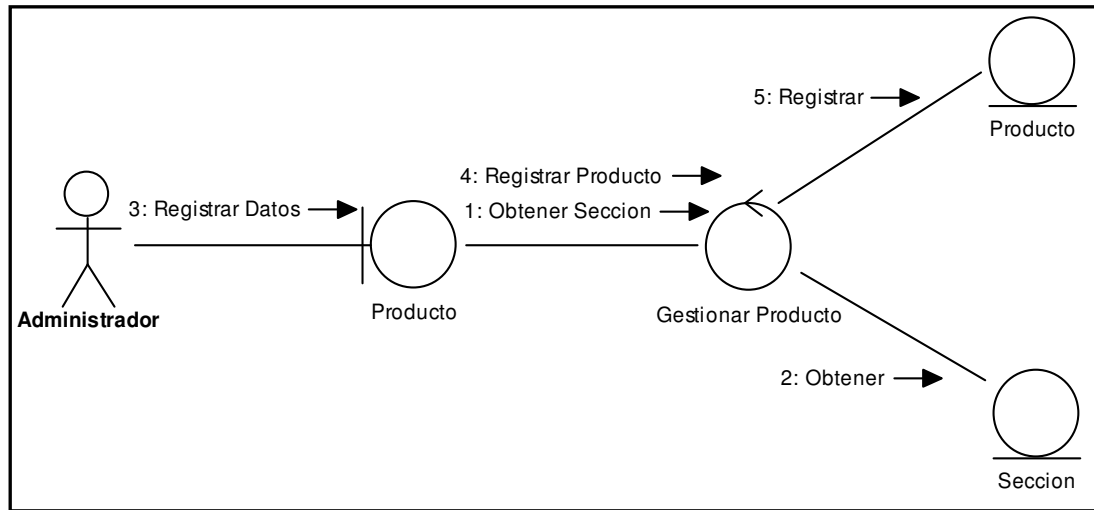 5: Registrar
Producto
4: Registrar Producto
3: Registrar Datos
1: Obtener Seccion
Producto
Gestionar Producto
Administrador
2: Obtener
Seccion